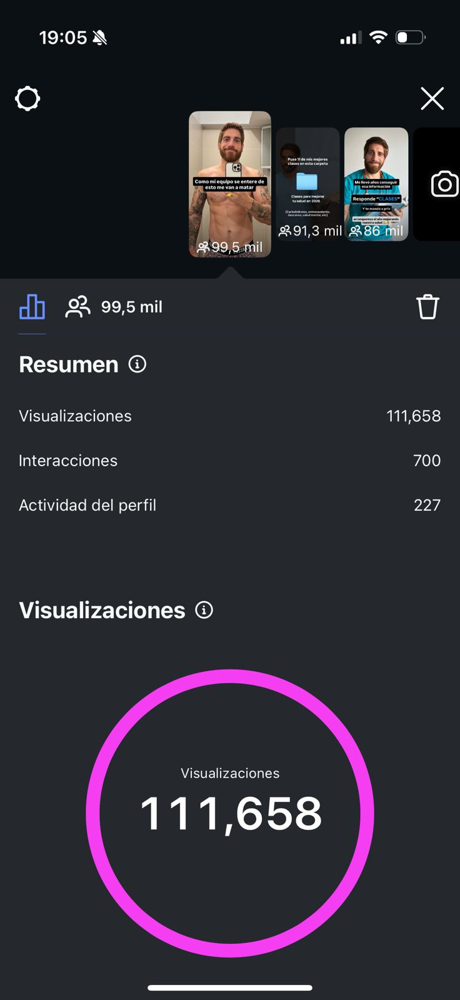 19:05
Como mi equipo se entere de
esto me van a matar
99,5 mil
Puse 11 de mis mejores
clases en esta carpeta
Clases para mejorar
tu salud en 2026
(Carbohidratos, entrenamiento,
descanso, salud mental, etc)
91,3 mil
Me llevó años conseguir
esa información
Responde "CLASES"
Y te mando x priv
arranquemos el año mejorando
nuestra salud
86 mil
99,5 mil
Resumen
Visualizaciones 111,658
Interacciones 700
Actividad del perfil 227
Visualizaciones
Visualizaciones
111,658